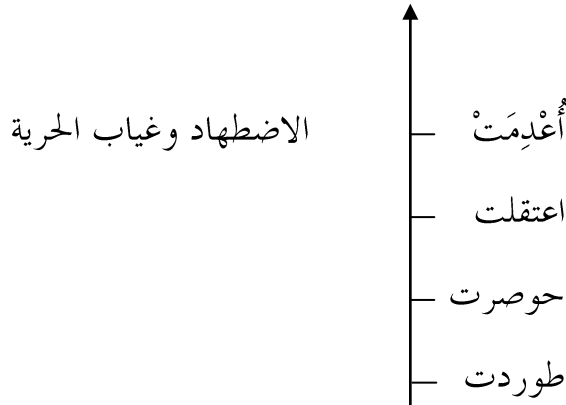 أُعْدِمَتْ الاضطهاد وغياب الحرية
اعتقلت
حوصرت
طوردت